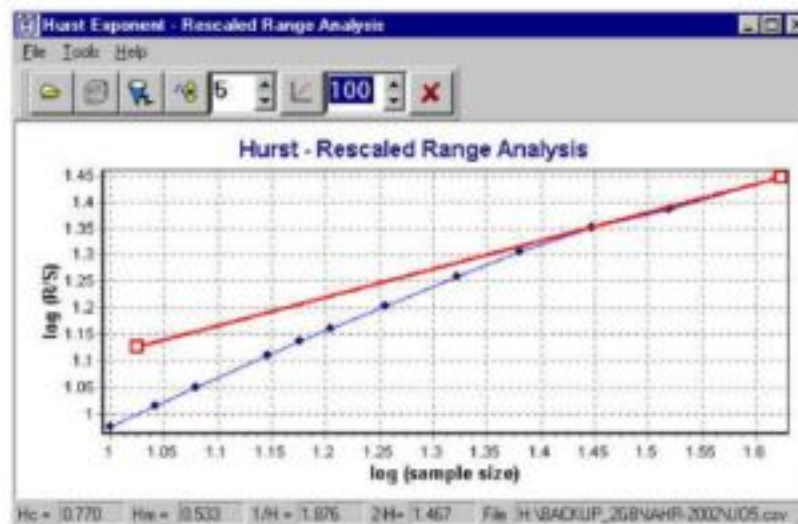 Hurst Exponent - Rescaled Range Analysis
File Tools Help
5 100
Hurst - Rescaled Range Analysis
1.45
1.4
1.35
1.3
1.25
1.2
1.15
1.1
1.05
1
log (R/S)
1 1.05 1.1 1.15 1.2 1.25 1.3 1.35 1.4 1.45 1.5 1.55 1.6
log (sample size)
Hc = 0.770 Hm = 0.533 1/H = 1.876 2-H= 1.467 File